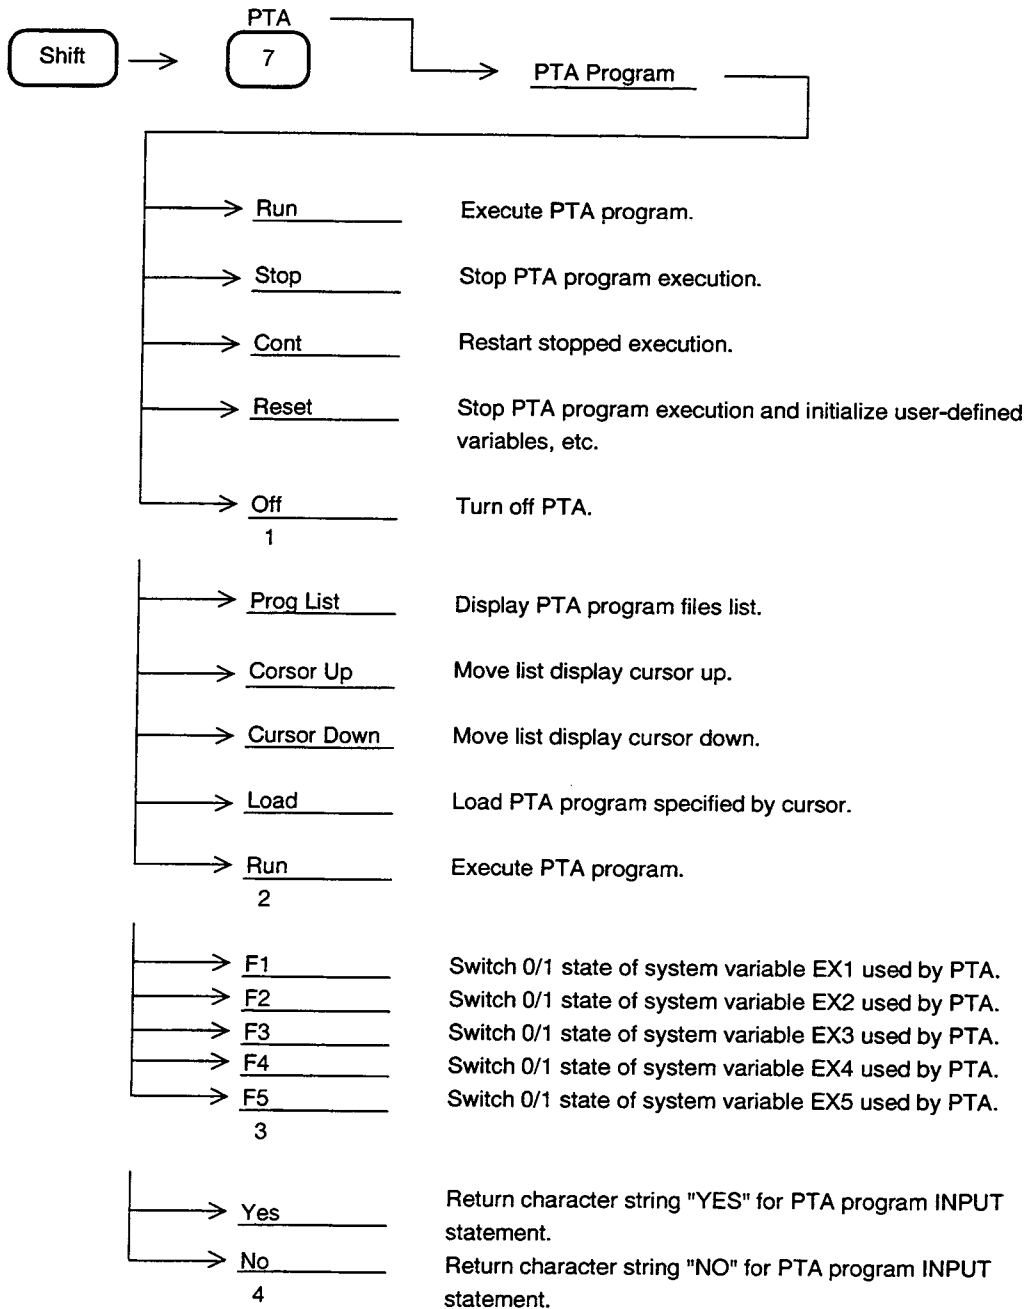 PTA
Shift
7
PTA Program
Run
Execute PTA program.
Stop
Stop PTA program execution.
Cont
Restart stopped execution.
Reset
Stop PTA program execution and initialize user-defined
variables, etc.
Off
Turn off PTA.
1
Prog List
Display PTA program files list.
Corsor Up
Move list display cursor up.
Cursor Down
Move list display cursor down.
Load
Load PTA program specified by cursor.
Run
Execute PTA program.
2
F1
Switch 0/1 state of system variable EX1 used by PTA.
F2
Switch 0/1 state of system variable EX2 used by PTA.
F3
Switch 0/1 state of system variable EX3 used by PTA.
F4
Switch 0/1 state of system variable EX4 used by PTA.
F5
Switch 0/1 state of system variable EX5 used by PTA.
3
Yes
Return character string "YES" for PTA program INPUT
statement.
No
Return character string "NO" for PTA program INPUT
statement.
4